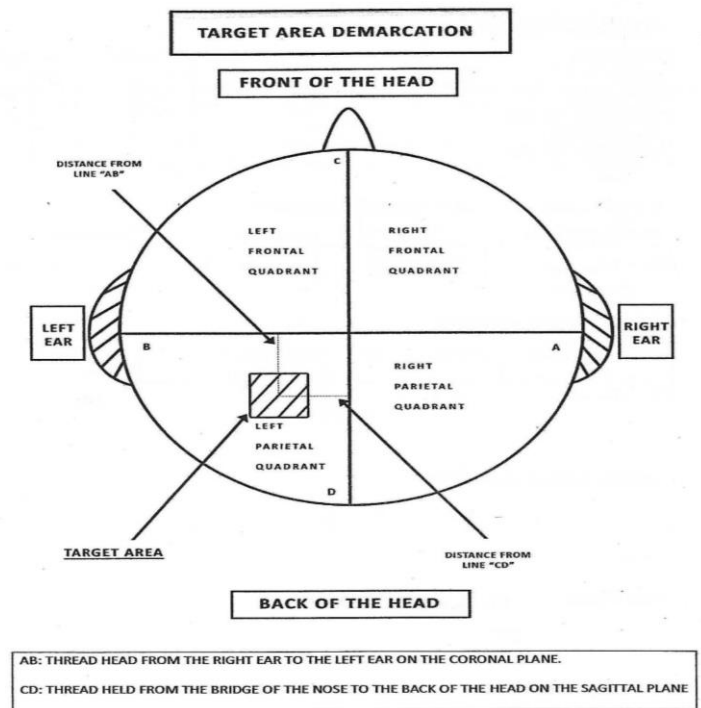 TARGET AREA DEMARCATION
FRONT OF THE HEAD
DISTANCE FROM
LINE "AB"
C
LEFT
FRONTAL
QUADRANT
RIGHT
FRONTAL
QUADRANT
LEFT
EAR
RIGHT
EAR
B
A
RIGHT
PARIETAL
QUADRANT
LEFT
PARIETAL
QUADRANT
D
TARGET AREA
DISTANCE FROM
LINE "CD"
BACK OF THE HEAD
AB: THREAD HEAD FROM THE RIGHT EAR TO THE LEFT EAR ON THE CORONAL PLANE.
CD: THREAD HELD FROM THE BRIDGE OF THE NOSE TO THE BACK OF THE HEAD ON THE SAGITTAL PLANE